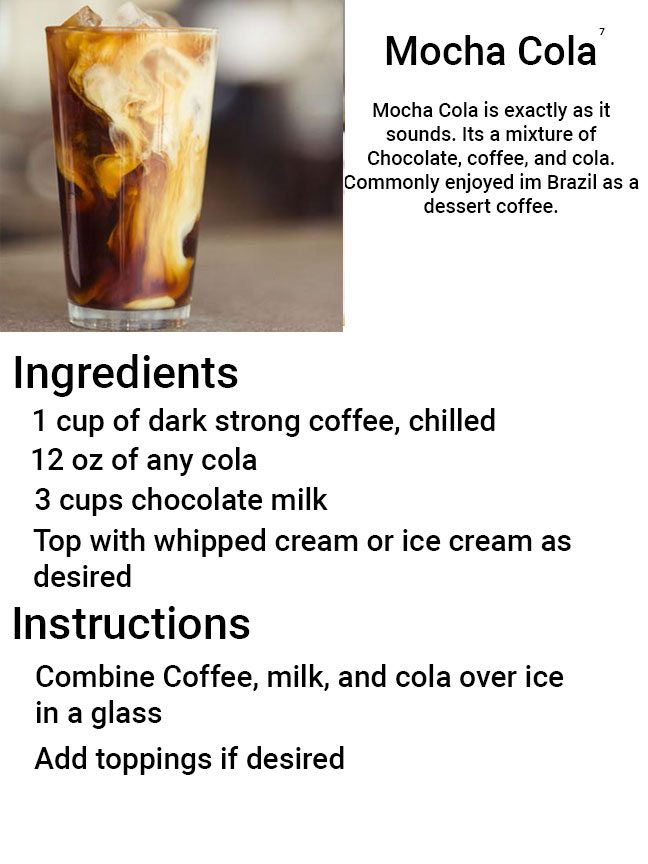 Mocha Cola⁷
Mocha Cola is exactly as it
sounds. Its a mixture of
Chocolate, coffee, and cola.
Commonly enjoyed im Brazil as a
dessert coffee.
Ingredients
1 cup of dark strong coffee, chilled
12 oz of any cola
3 cups chocolate milk
Top with whipped cream or ice cream as
desired
Instructions
Combine Coffee, milk, and cola over ice
in a glass
Add toppings if desired